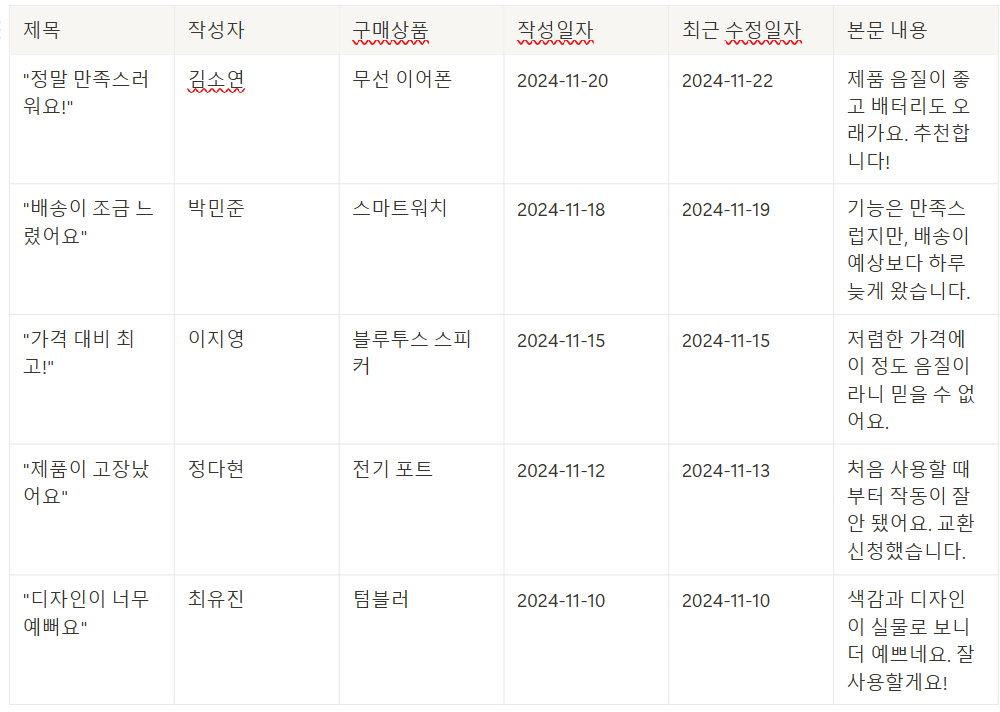 제목 작성자 구매상품 작성일자 최근 수정일자 본문 내용
"정말 만족스러 김소연 무선 이어폰 2024-11-20 2024-11-22 제품 음질이 좋
워요!" 고 배터리도 오
래가요. 추천합
니다!
"배송이 조금 느 박민준 스마트워치 2024-11-18 2024-11-19 기능은 만족스
렸어요" 럽지만, 배송이
예상보다 하루
늦게 왔습니다.
"가격 대비 최 이지영 블루투스 스피 2024-11-15 2024-11-15 저렴한 가격에
고!" 커 이 정도 음질이
라니 믿을 수 없
어요.
"제품이 고장났 정다현 전기 포트 2024-11-12 2024-11-13 처음 사용할 때
어요" 부터 작동이 잘
안 됐어요. 교환
신청했습니다.
"디자인이 너무 최유진 텀블러 2024-11-10 2024-11-10 색감과 디자인
예뻐요" 이 실물로 보니
더 예쁘네요. 잘
사용할게요!